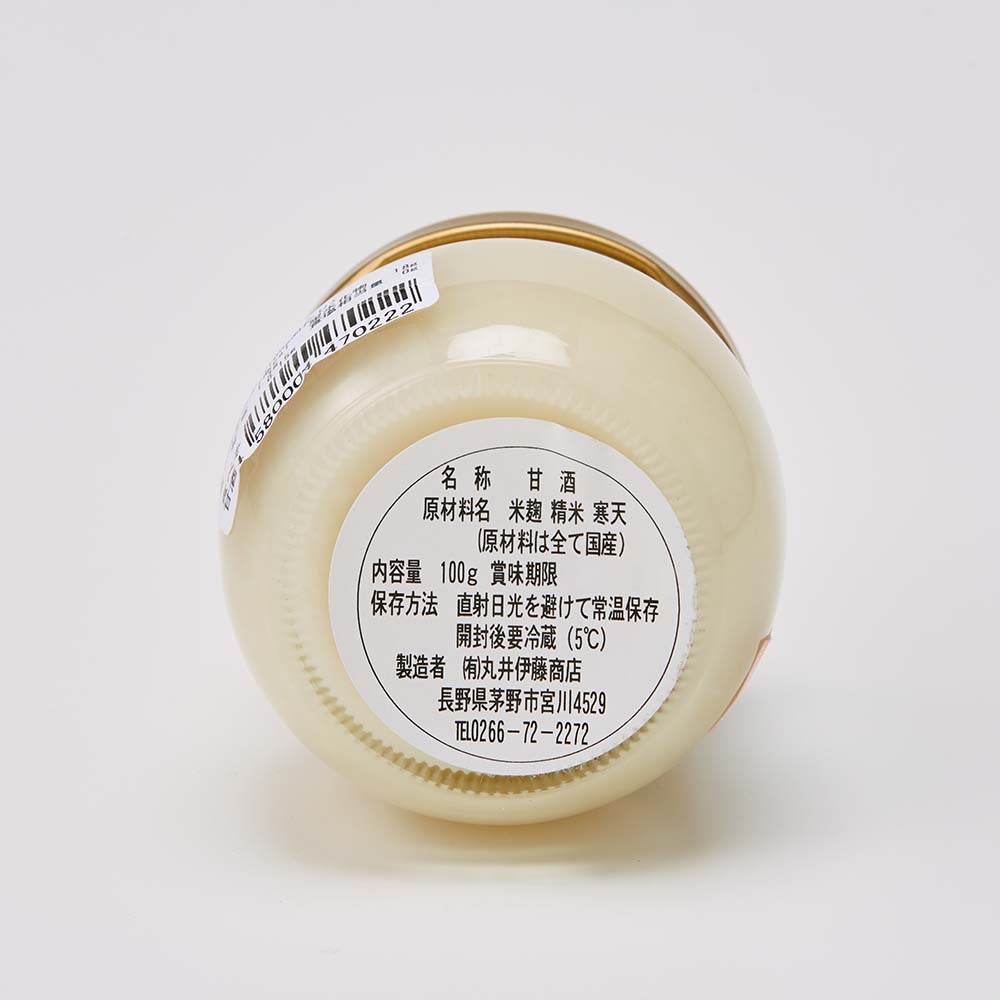 名 称 甘 酒
原材料名 米麹 精米 寒天
(原材料は全て国産)
内容量 100g 賞味期限
保存方法 直射日光を避けて常温保存
開封後要冷蔵(5℃)
製造者 ㈲丸井伊藤商店
長野県茅野市宮川4529
℡0266－72－2272
580004 470222